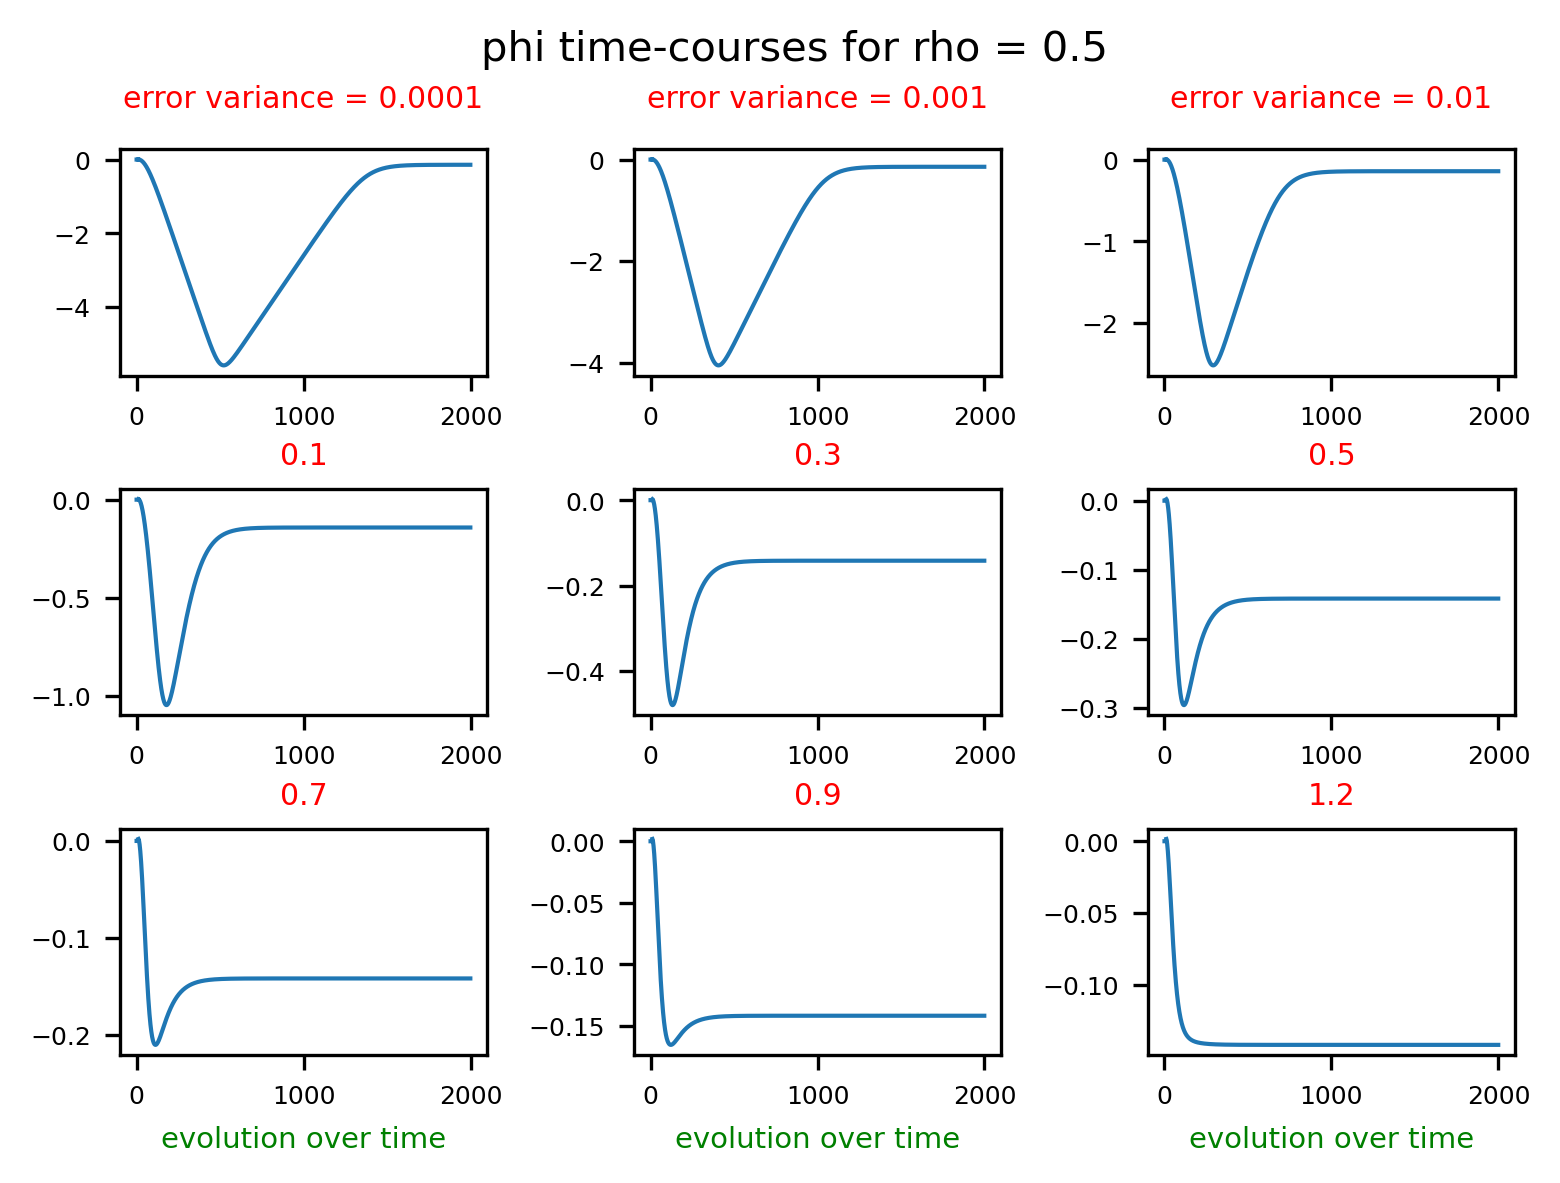 phi time-courses for rho = 0.5
error variance = 0.0001
error variance = 0.001
error variance = 0.01
0
−2
−4
0 1000 2000
0
−2
−4
0 1000 2000
0
−1
−2
0 1000 2000
0.1
0.3
0.5
0.0
−0.5
−1.0
0 1000 2000
0.0
−0.2
−0.4
0 1000 2000
0.0
−0.1
−0.2
−0.3
0 1000 2000
0.7
0.9
1.2
0.0
−0.1
−0.2
0 1000 2000
0.00
−0.05
−0.10
−0.15
0 1000 2000
0.00
−0.05
−0.10
0 1000 2000
evolution over time
evolution over time
evolution over time